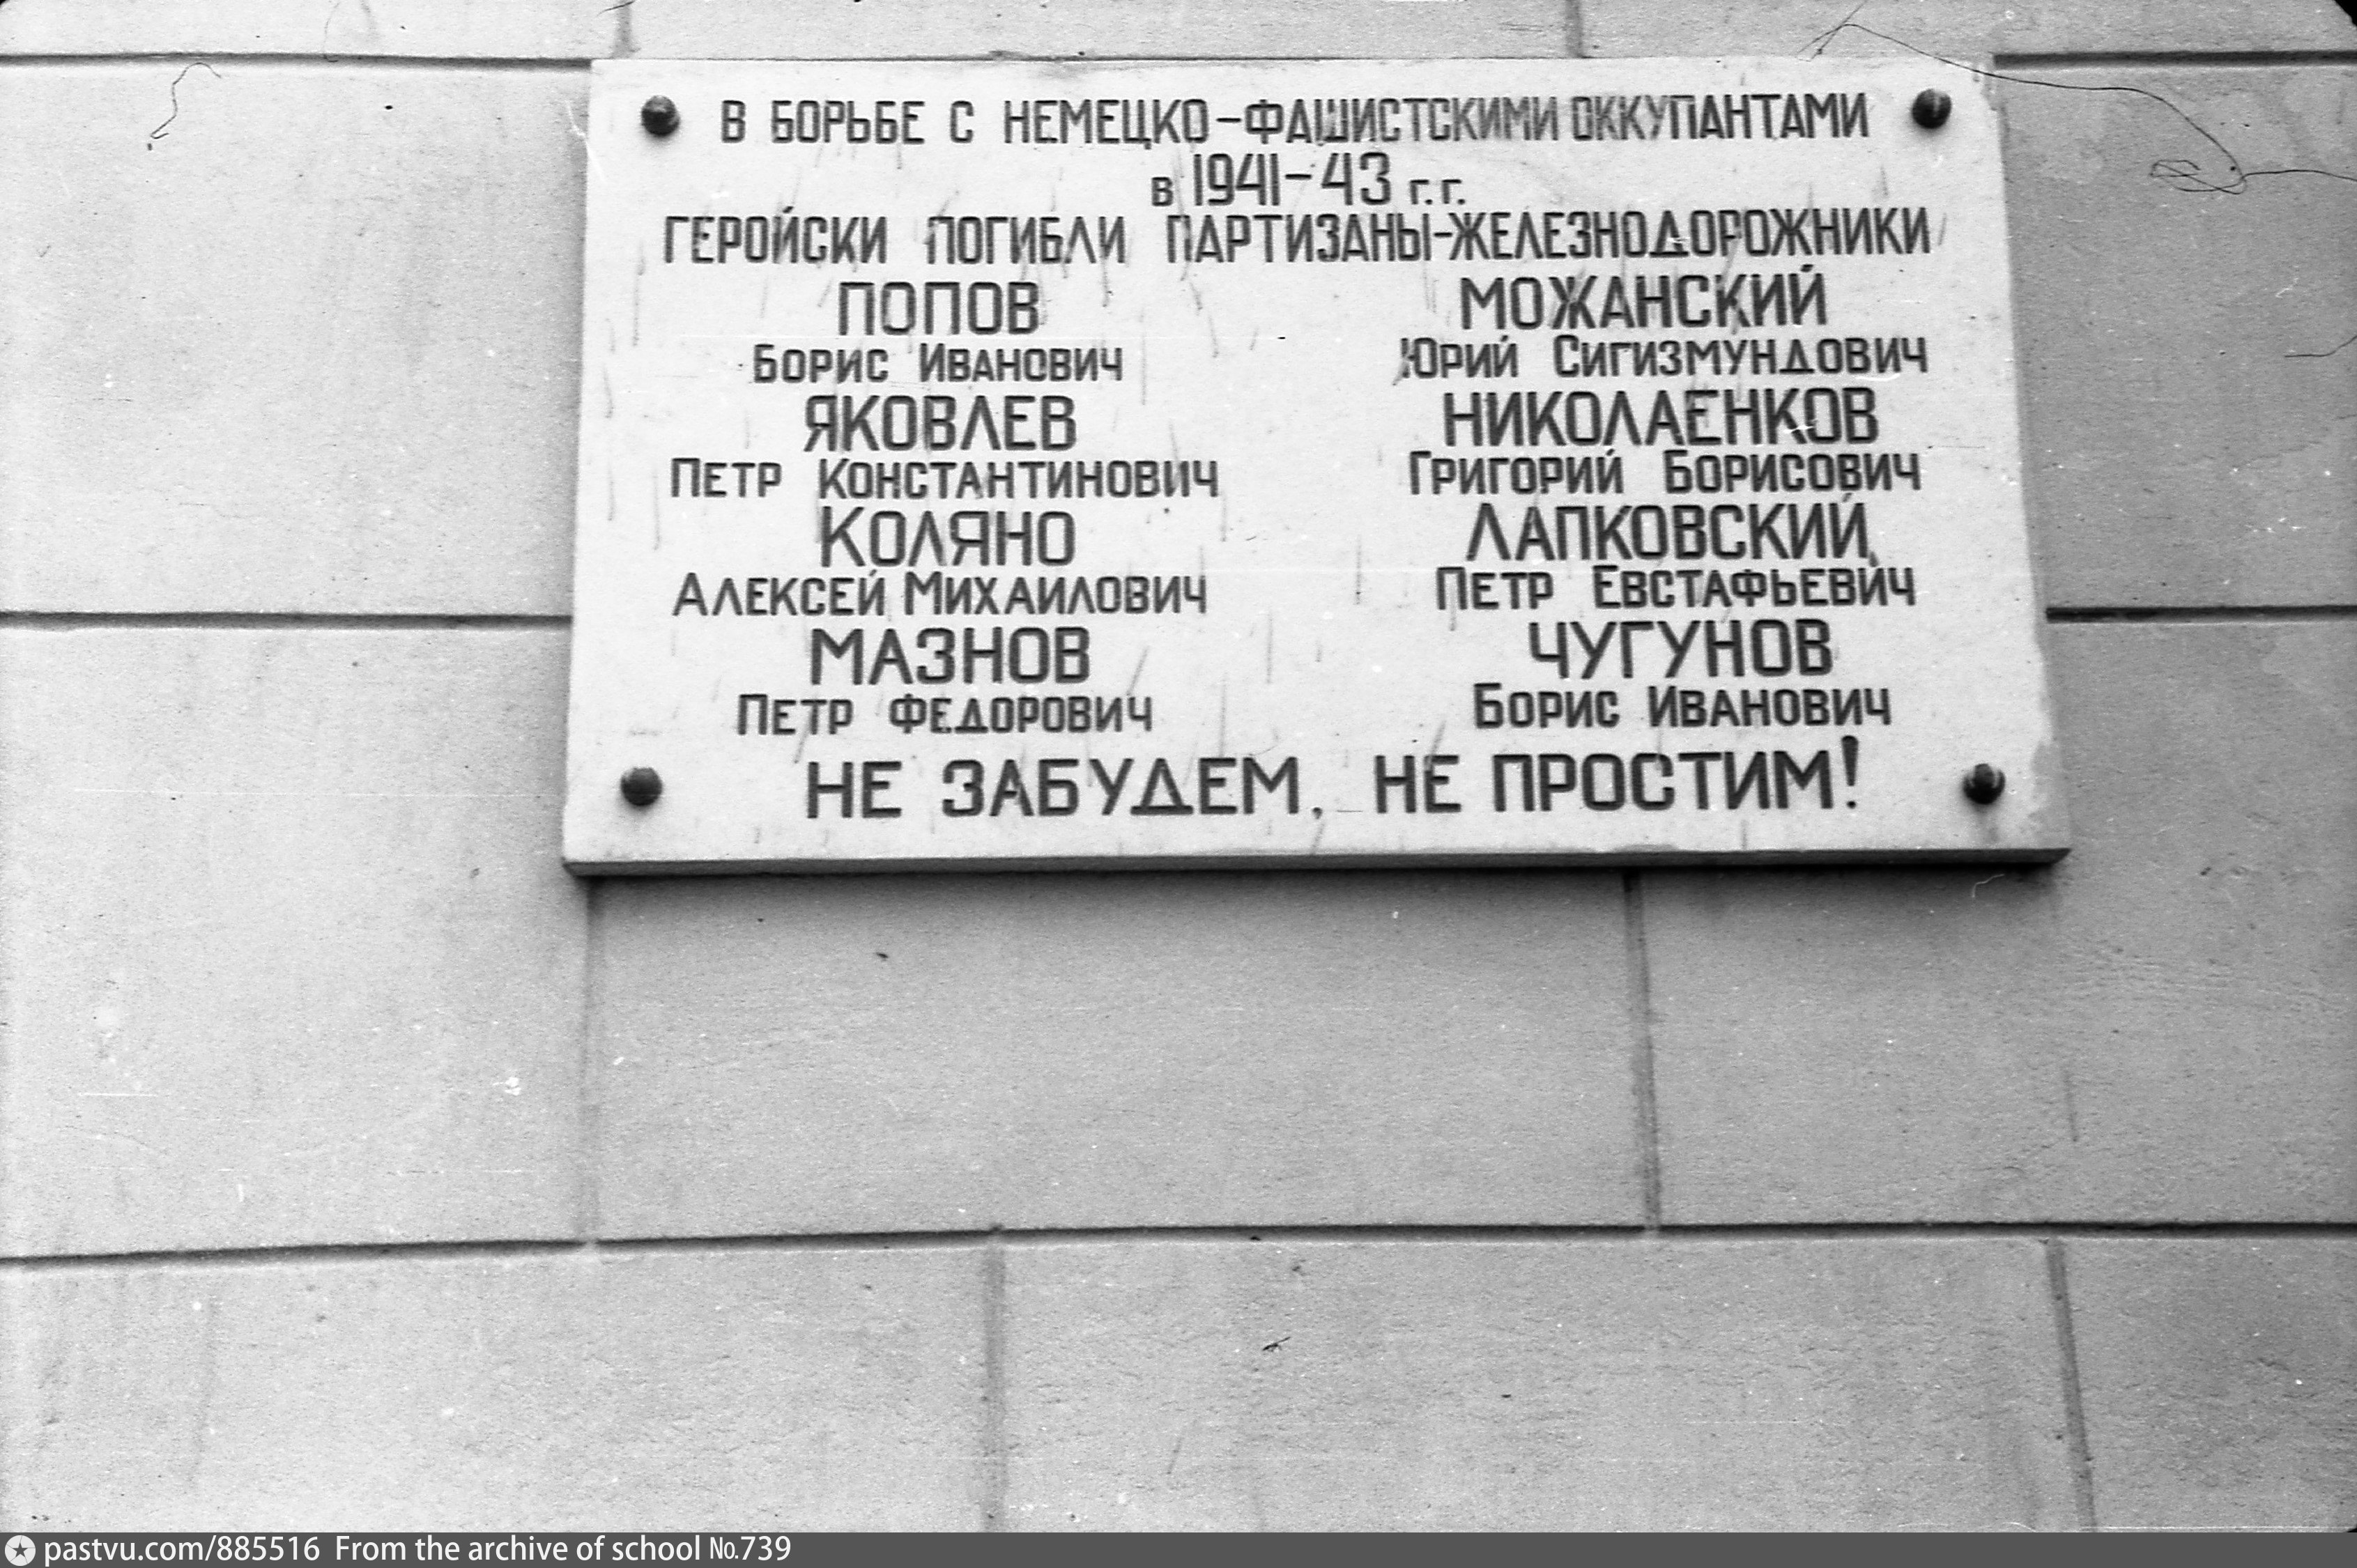 В БОРЬБЕ С НЕМЕЦКО-ФАШИСТСКИМИ ОККУПАНТАМИ
в 1941-43 г.г.
ГЕРОЙСКИ ПОГИБЛИ ПАРТИЗАНЫ-ЖЕЛЕЗНОДОРОЖНИКИ
ПОПОВ
БОРИС ИВАНОВИЧ
ЯКОВЛЕВ
ПЕТР КОНСТАНТИНОВИЧ
КОЛЯНО
АЛЕКСЕЙ МИХАИЛОВИЧ
МАЗНОВ
ПЕТР ФЕДОРОВИЧ
МОЖАНСКИЙ
ЮРИЙ СИГИЗМУНДОВИЧ
НИКОЛАЕНКОВ
ГРИГОРИЙ БОРИСОВИЧ
ЛАПКОВСКИЙ
ПЕТР ЕВСТАФЬЕВИЧ
ЧУГУНОВ
БОРИС ИВАНОВИЧ
НЕ ЗАБУДЕМ, НЕ ПРОСТИМ!
pastvu.com/885516 From the archive of school №739